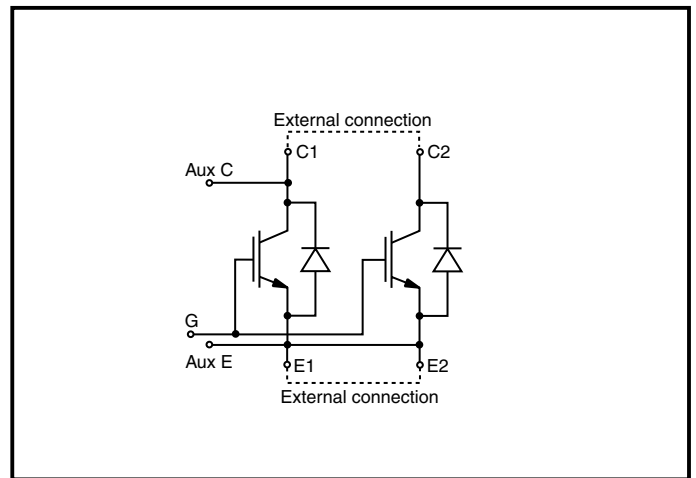 External connection
C1
C2
Aux C
G
Aux E
E1
E2
External connection